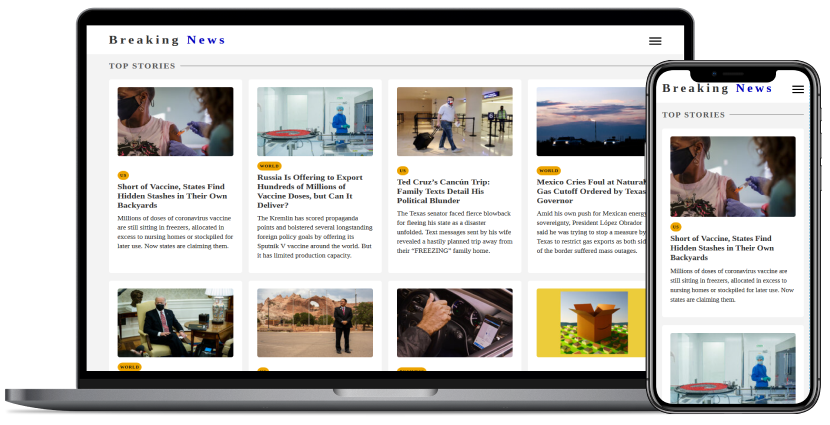 Breaking News
TOP STORIES
US
Short of Vaccine, States Find
Hidden Stashes in Their Own
Backyards
Millions of doses of coronavirus vaccine
are still sitting in freezers, allocated in
excess to nursing homes or stockpiled for
later use. Now states are claiming them.
WORLD
Russia Is Offering to Export
Hundreds of Millions of
Vaccine Doses, but Can It
Deliver?
The Kremlin has scored propaganda
points and bolstered several longstanding
foreign policy goals by offering its
Sputnik V vaccine around the world. But
it has limited production capacity.
US
Ted Cruz's Cancún Trip:
Family Texts Detail His
Political Blunder
The Texas senator faced fierce blowback
for fleeing his state as a disaster
unfolded. Text messages sent by his wife
revealed a hastily planned trip away from
their “FREEZING” family home.
WORLD
Mexico Cries Foul at Natural
Gas Cutoff Ordered by Texas
Governor
Amid his own push for Mexican energy
sovereignty, President López Obrador
said he was trying to stop a measure by
Texas to restrict gas exports as both sid
of the border suffered mass outages.
WORLD
Breaking News
TOP STORIES
US
Short of Vaccine, States Find
Hidden Stashes in Their Own
Backyards
Millions of doses of coronavirus vaccine are
still sitting in freezers, allocated in excess to
nursing homes or stockpiled for later use. Now
states are claiming them.